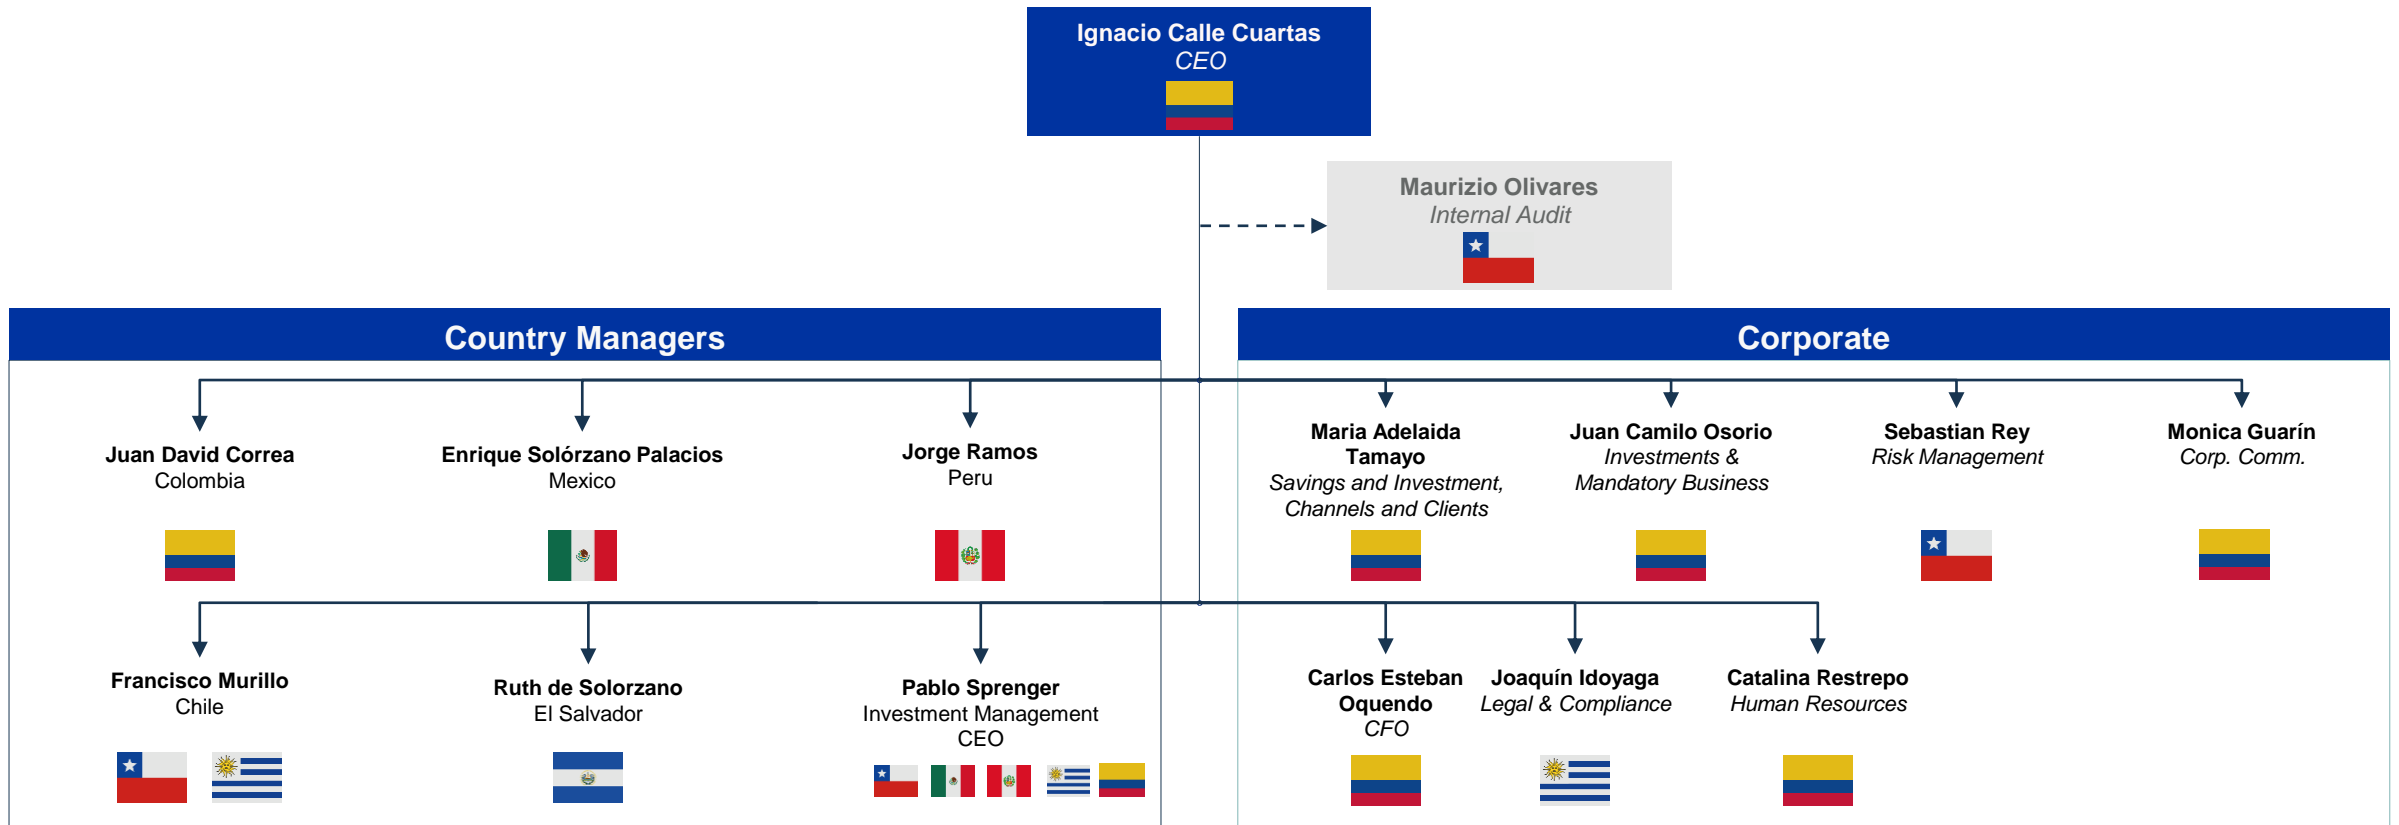 Ignacio Calle Cuartas
CEO
Maurizio Olivares
Internal Audit
Country Managers
Juan David Correa
Colombia
Enrique Solórzano Palacios
Mexico
Jorge Ramos
Peru
Francisco Murillo
Chile
Ruth de Solorzano
El Salvador
Pablo Sprenger
Investment Management
CEO
Corporate
Maria Adelaida
Tamayo
Savings and Investment,
Channels and Clients
Juan Camilo Osorio
Investments &
Mandatory Business
Sebastian Rey
Risk Management
Monica Guarín
Corp. Comm.
Carlos Esteban
Oquendo
CFO
Joaquín Idoyaga
Legal & Compliance
Catalina Restrepo
Human Resources